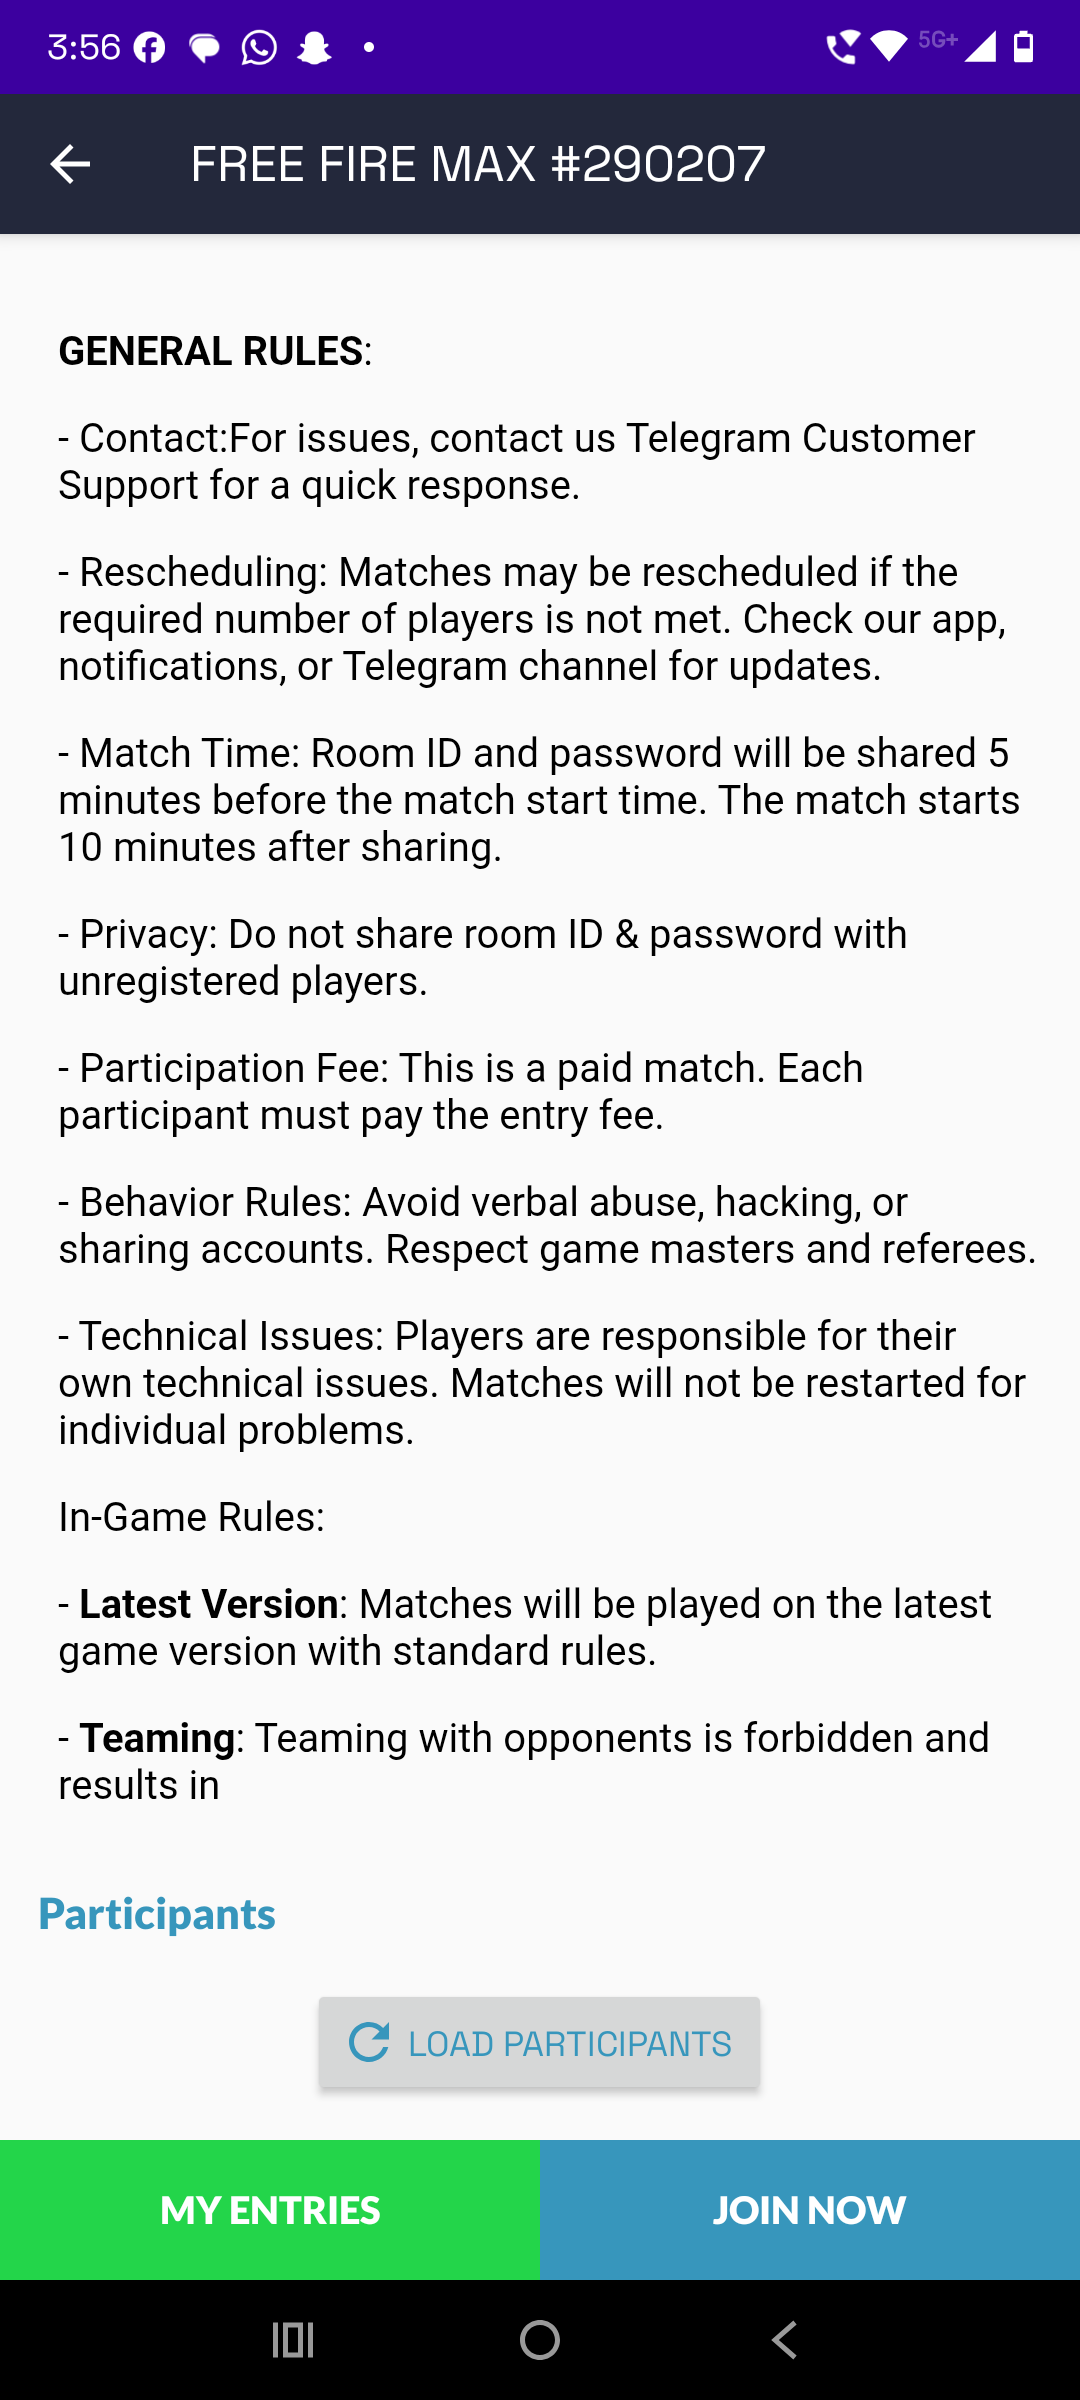 3:56
5G+
FREE FIRE MAX #290207
GENERAL RULES:
- Contact:For issues, contact us Telegram Customer
Support for a quick response.
- Rescheduling: Matches may be rescheduled if the
required number of players is not met. Check our app,
notifications, or Telegram channel for updates.
- Match Time: Room ID and password will be shared 5
minutes before the match start time. The match starts
10 minutes after sharing.
- Privacy: Do not share room ID & password with
unregistered players.
- Participation Fee: This is a paid match. Each
participant must pay the entry fee.
- Behavior Rules: Avoid verbal abuse, hacking, or
sharing accounts. Respect game masters and referees.
- Technical Issues: Players are responsible for their
own technical issues. Matches will not be restarted for
individual problems.
In-Game Rules:
- Latest Version: Matches will be played on the latest
game version with standard rules.
- Teaming: Teaming with opponents is forbidden and
results in
Participants
LOAD PARTICIPANTS
MY ENTRIES
JOIN NOW